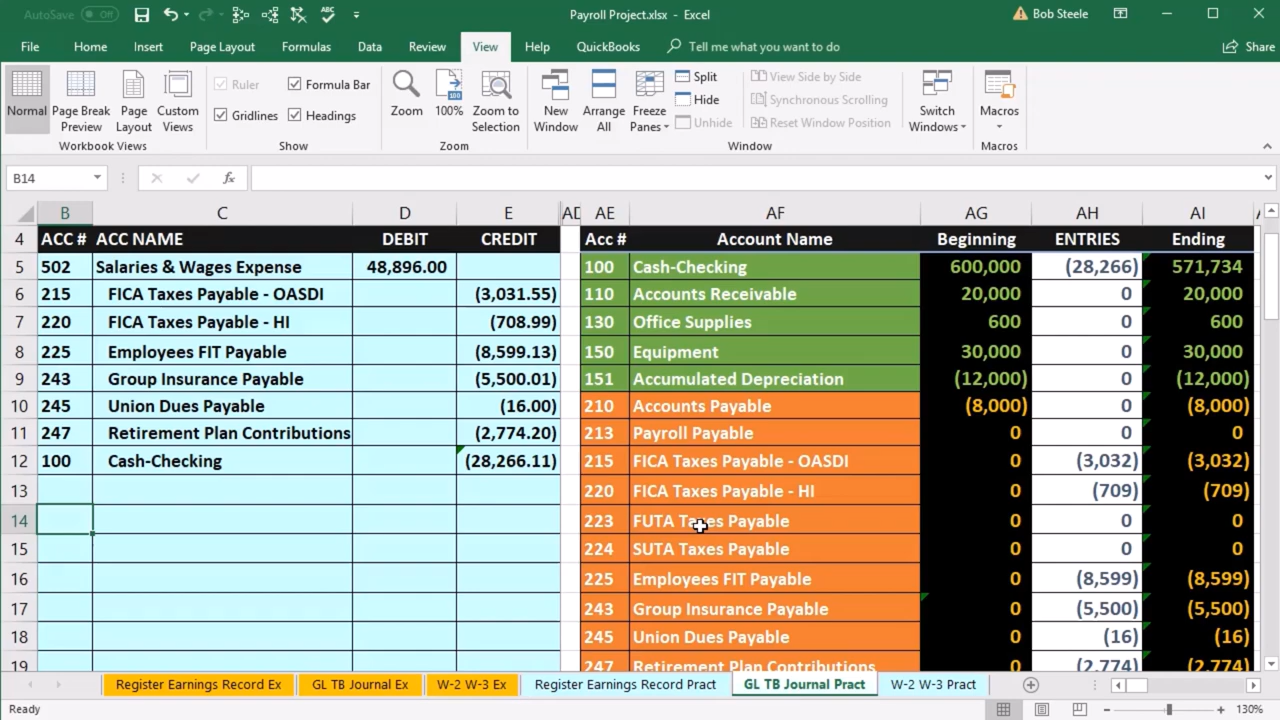 AutoSave Off Payroll Project.xlsx - Excel Bob Steele
File Home Insert Page Layout Formulas Data Review View Help QuickBooks Tell me what you want to do Share
Normal Page Break Preview Page Layout Custom Views
Workbook Views
Ruler Formula Bar
Gridlines Headings
Show
Zoom 100% Zoom to Selection
Zoom
New Window Arrange All Freeze Panes
Split
Hide
Unhide
View Side by Side
Synchronous Scrolling
Reset Window Position
Switch Windows
Window
Macros
Macros
B14 fx
B C D E AD AE AF AG AH AI
4 ACC # ACC NAME DEBIT CREDIT Acc # Account Name Beginning ENTRIES Ending
5 502 Salaries & Wages Expense 48,896.00 100 Cash-Checking 600,000 (28,266) 571,734
6 215 FICA Taxes Payable - OASDI (3,031.55) 110 Accounts Receivable 20,000 0 20,000
7 220 FICA Taxes Payable - HI (708.99) 130 Office Supplies 600 0 600
8 225 Employees FIT Payable (8,599.13) 150 Equipment 30,000 0 30,000
9 243 Group Insurance Payable (5,500.01) 151 Accumulated Depreciation (12,000) 0 (12,000)
10 245 Union Dues Payable (16.00) 210 Accounts Payable (8,000) 0 (8,000)
11 247 Retirement Plan Contributions (2,774.20) 213 Payroll Payable 0 0 0
12 100 Cash-Checking (28,266.11) 215 FICA Taxes Payable - OASDI 0 (3,032) (3,032)
13 220 FICA Taxes Payable - HI 0 (709) (709)
14 223 FUTA Taxes Payable 0 0 0
15 224 SUTA Taxes Payable 0 0 0
16 225 Employees FIT Payable 0 (8,599) (8,599)
17 243 Group Insurance Payable 0 (5,500) (5,500)
18 245 Union Dues Payable 0 (16) (16)
19 247 Retirement Plan Contributions 0 (2,774) (2,774)
Register Earnings Record Ex GL TB Journal Ex W-2 W-3 Ex Register Earnings Record Pract GL TB Journal Pract W-2 W-3 Pract
Ready 130%